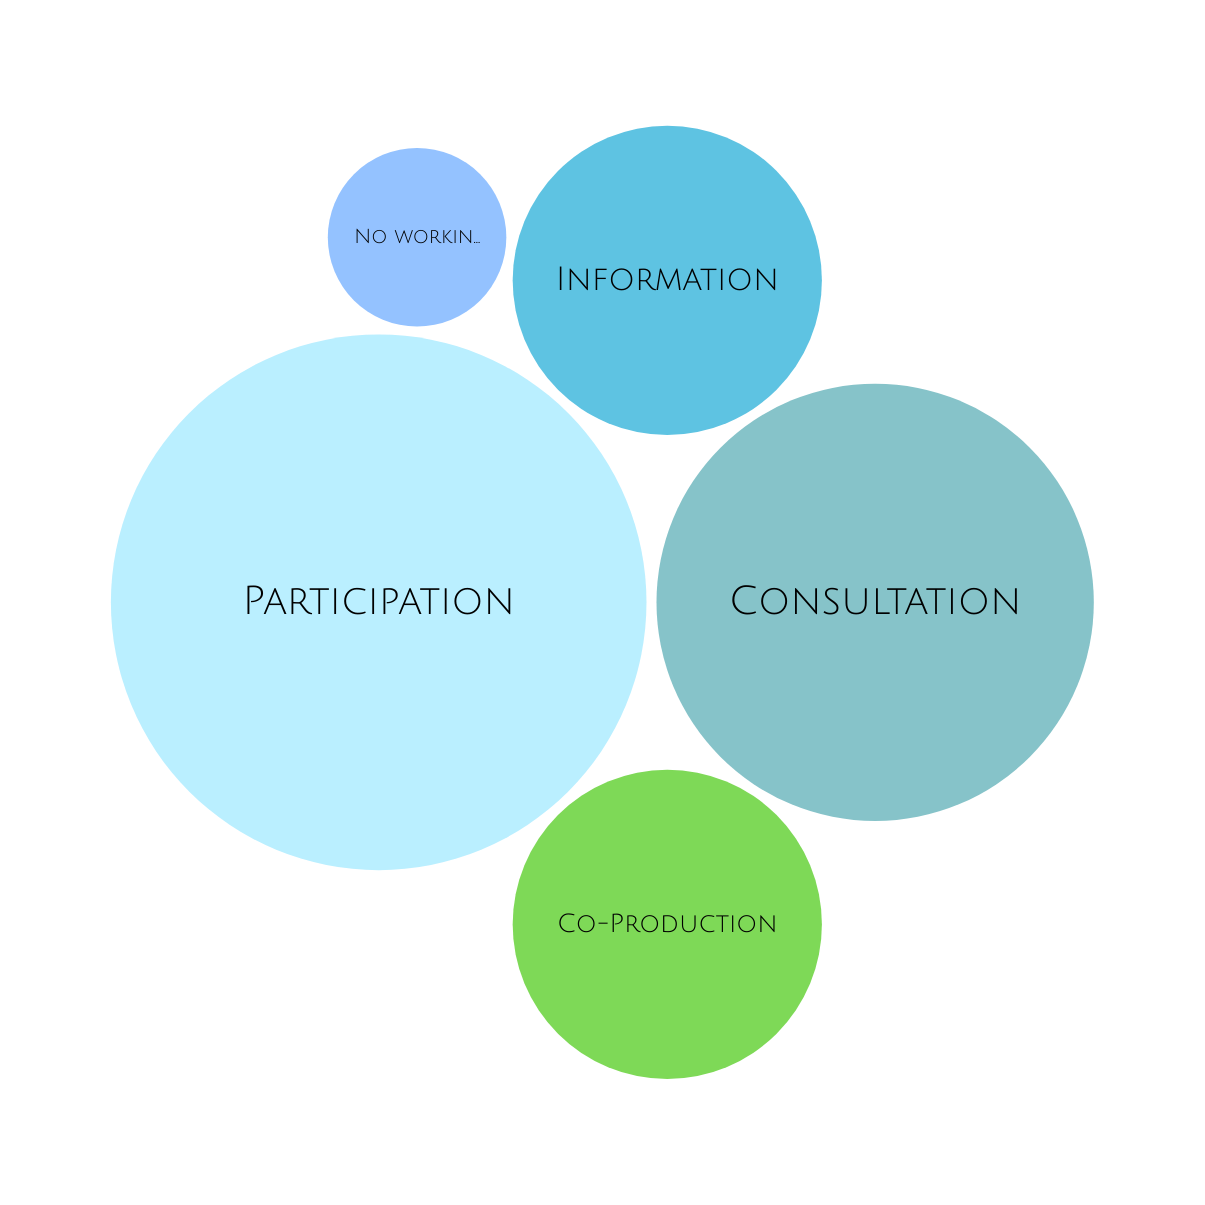 No workin...
Information
Participation
Consultation
Co-Production